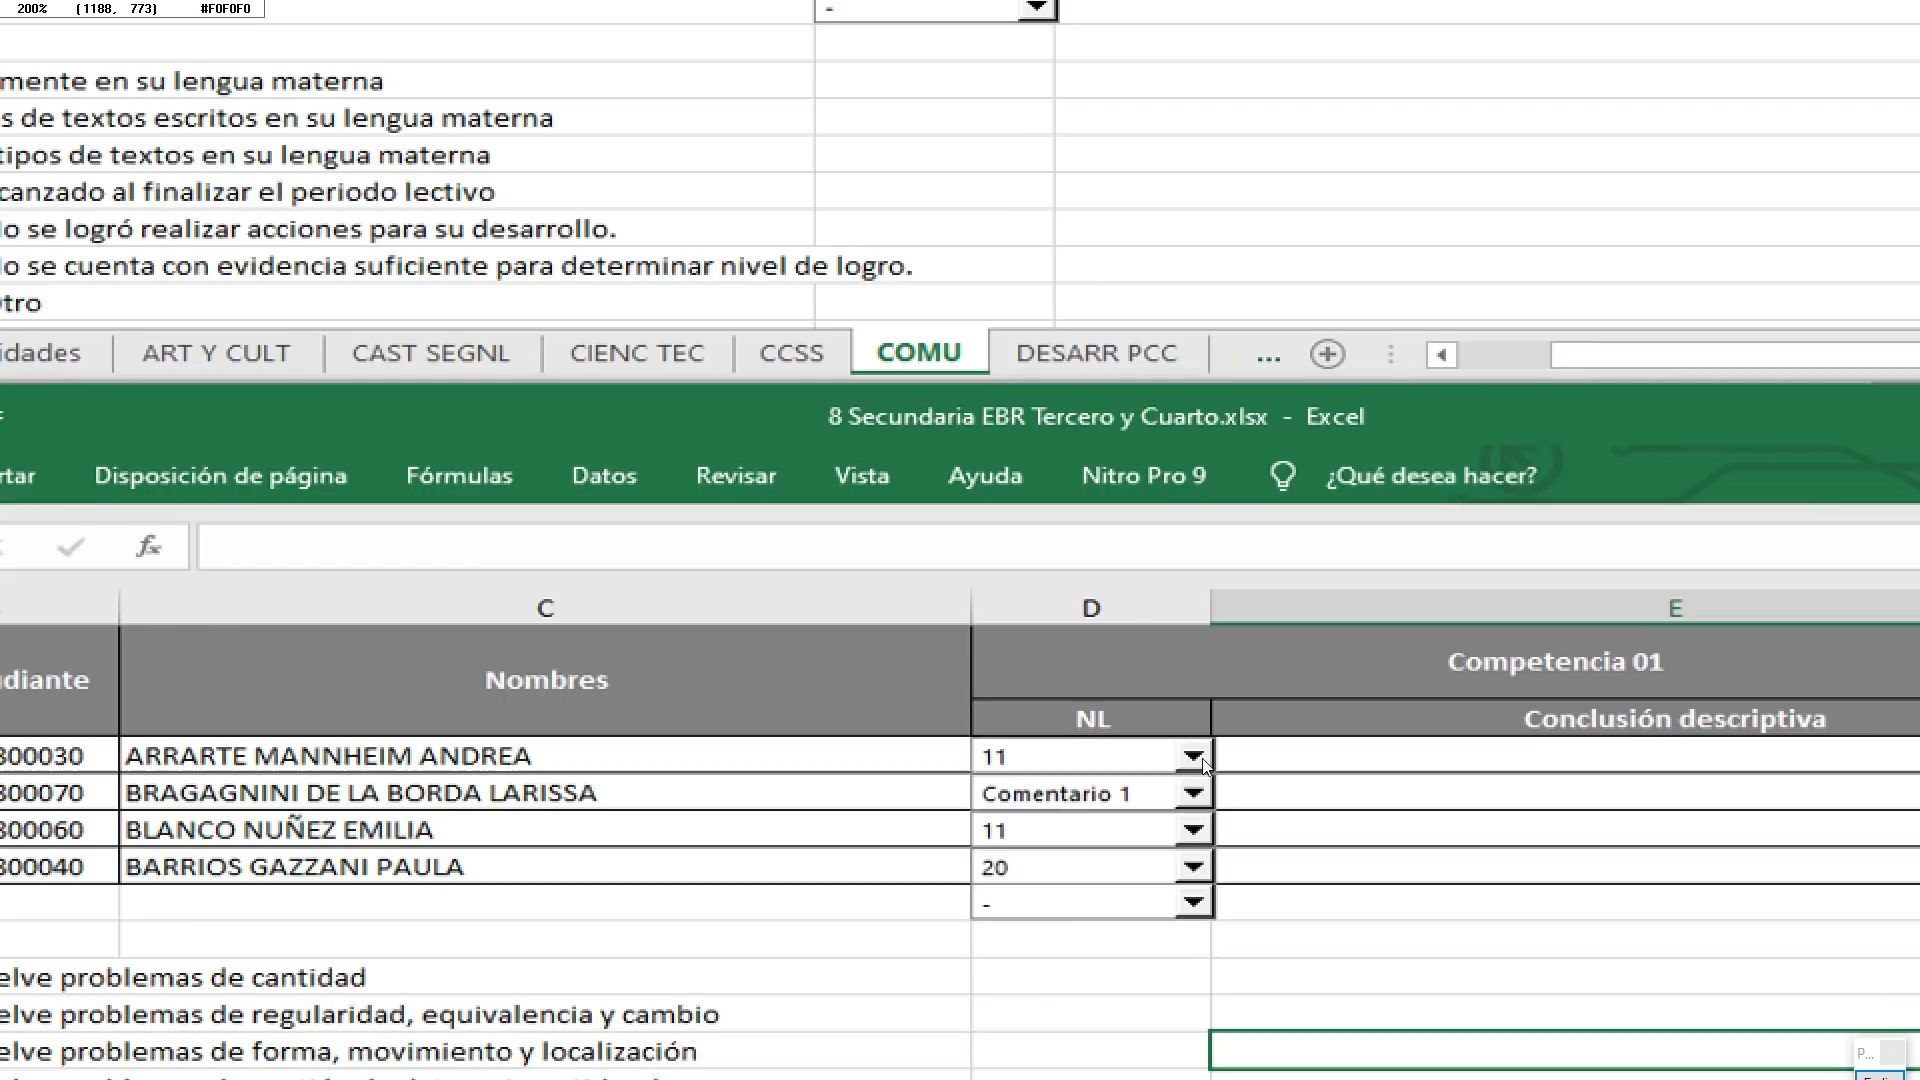 200% (1188, 773) #F0F0F0
-
mente en su lengua materna
s de textos escritos en su lengua materna
tipos de textos en su lengua materna
canzado al finalizar el periodo lectivo
lo se logró realizar acciones para su desarrollo.
lo se cuenta con evidencia suficiente para determinar nivel de logro.
tro
idades ART Y CULT CAST SEGNL CIENC TEC CCSS COMU DESARR PCC ...
8 Secundaria EBR Tercero y Cuarto.xlsx - Excel
rtar Disposición de página Fórmulas Datos Revisar Vista Ayuda Nitro Pro 9 ¿Qué desea hacer?
fx
C D E
udiante Nombres Competencia 01
NL Conclusión descriptiva
800030 ARRARTE MANNHEIM ANDREA 11
800070 BRAGAGNINI DE LA BORDA LARISSA Comentario 1
800060 BLANCO NUÑEZ EMILIA 11
800040 BARRIOS GAZZANI PAULA 20
-
elve problemas de cantidad
elve problemas de regularidad, equivalencia y cambio
elve problemas de forma, movimiento y localización
P...